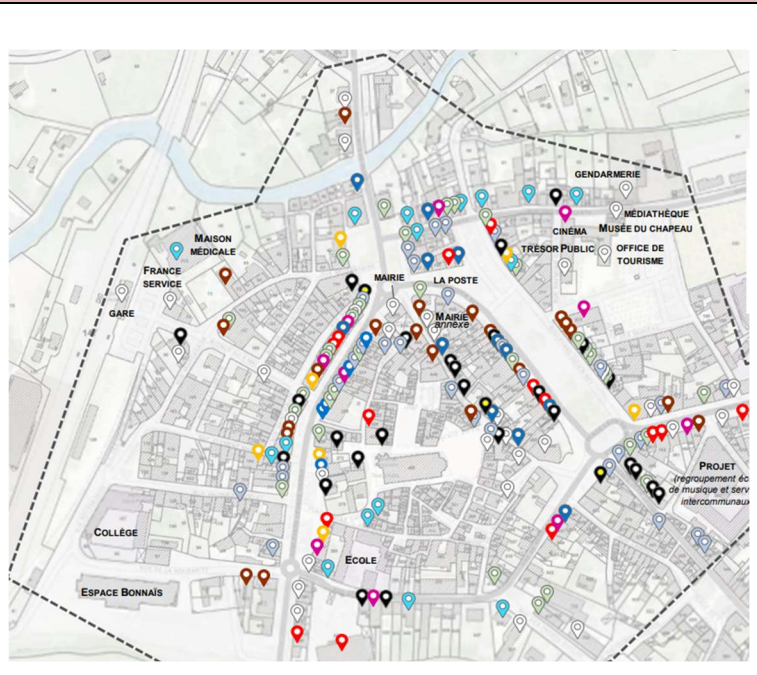 GENDARMERIE
MÉDIATHÈQUE
CINÉMA
MUSÉE DU CHAPEAU
MAISON
MÉDICALE
TRÉSOR PUBLIC
OFFICE DE
TOURISME
FRANCE
SERVICE
MAIRIE
LA POSTE
GARE
MAIRIE
annexe
PROJET
(regroupement éc
de musique et serv
intercommunaux
COLLÈGE
ECOLE
ESPACE BONNAÏS